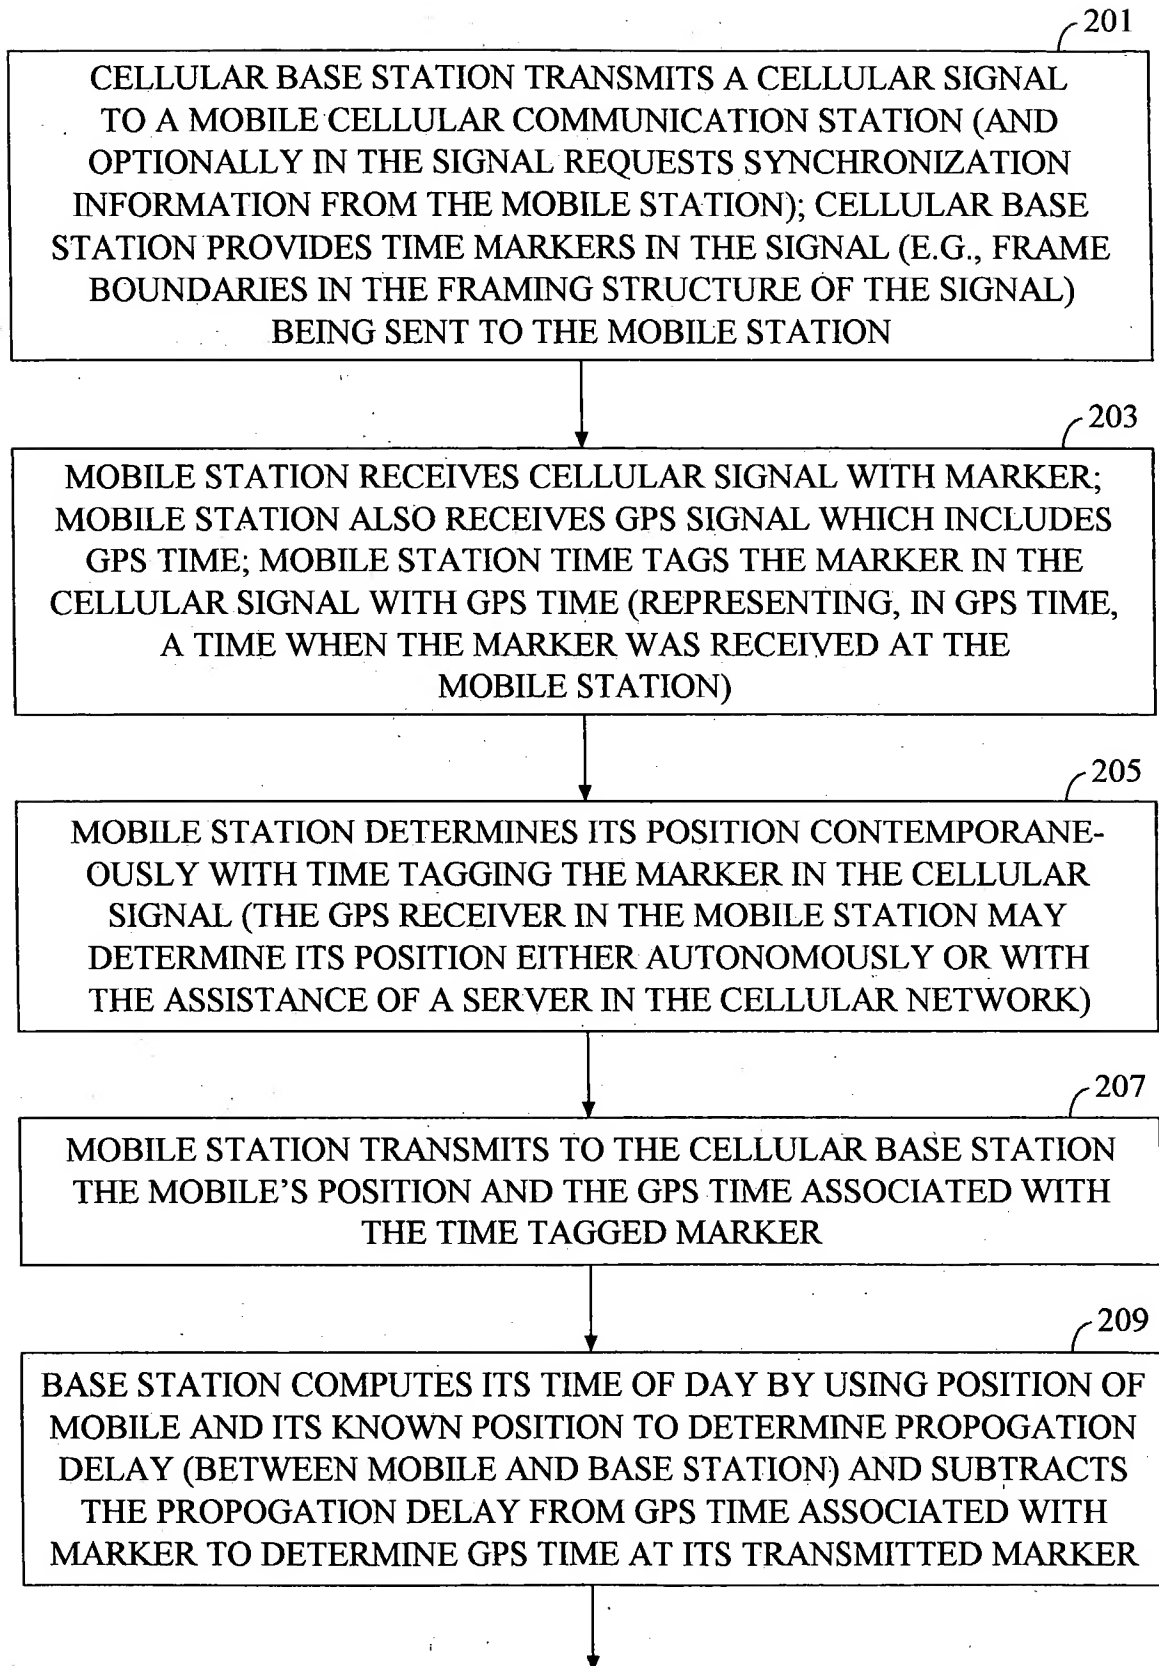 201
CELLULAR BASE STATION TRANSMITS A CELLULAR SIGNAL
TO A MOBILE CELLULAR COMMUNICATION STATION (AND
OPTIONALLY IN THE SIGNAL REQUESTS SYNCHRONIZATION
INFORMATION FROM THE MOBILE STATION); CELLULAR BASE
STATION PROVIDES TIME MARKERS IN THE SIGNAL (E.G., FRAME
BOUNDARIES IN THE FRAMING STRUCTURE OF THE SIGNAL)
BEING SENT TO THE MOBILE STATION
203
MOBILE STATION RECEIVES CELLULAR SIGNAL WITH MARKER;
MOBILE STATION ALSO RECEIVES GPS SIGNAL WHICH INCLUDES
GPS TIME; MOBILE STATION TIME TAGS THE MARKER IN THE
CELLULAR SIGNAL WITH GPS TIME (REPRESENTING, IN GPS TIME,
A TIME WHEN THE MARKER WAS RECEIVED AT THE
MOBILE STATION)
205
MOBILE STATION DETERMINES ITS POSITION CONTEMPORANE-
OUSLY WITH TIME TAGGING THE MARKER IN THE CELLULAR
SIGNAL (THE GPS RECEIVER IN THE MOBILE STATION MAY
DETERMINE ITS POSITION EITHER AUTONOMOUSLY OR WITH
THE ASSISTANCE OF A SERVER IN THE CELLULAR NETWORK)
207
MOBILE STATION TRANSMITS TO THE CELLULAR BASE STATION
THE MOBILE'S POSITION AND THE GPS TIME ASSOCIATED WITH
THE TIME TAGGED MARKER
209
BASE STATION COMPUTES ITS TIME OF DAY BY USING POSITION OF
MOBILE AND ITS KNOWN POSITION TO DETERMINE PROPOGATION
DELAY (BETWEEN MOBILE AND BASE STATION) AND SUBTRACTS
THE PROPOGATION DELAY FROM GPS TIME ASSOCIATED WITH
MARKER TO DETERMINE GPS TIME AT ITS TRANSMITTED MARKER